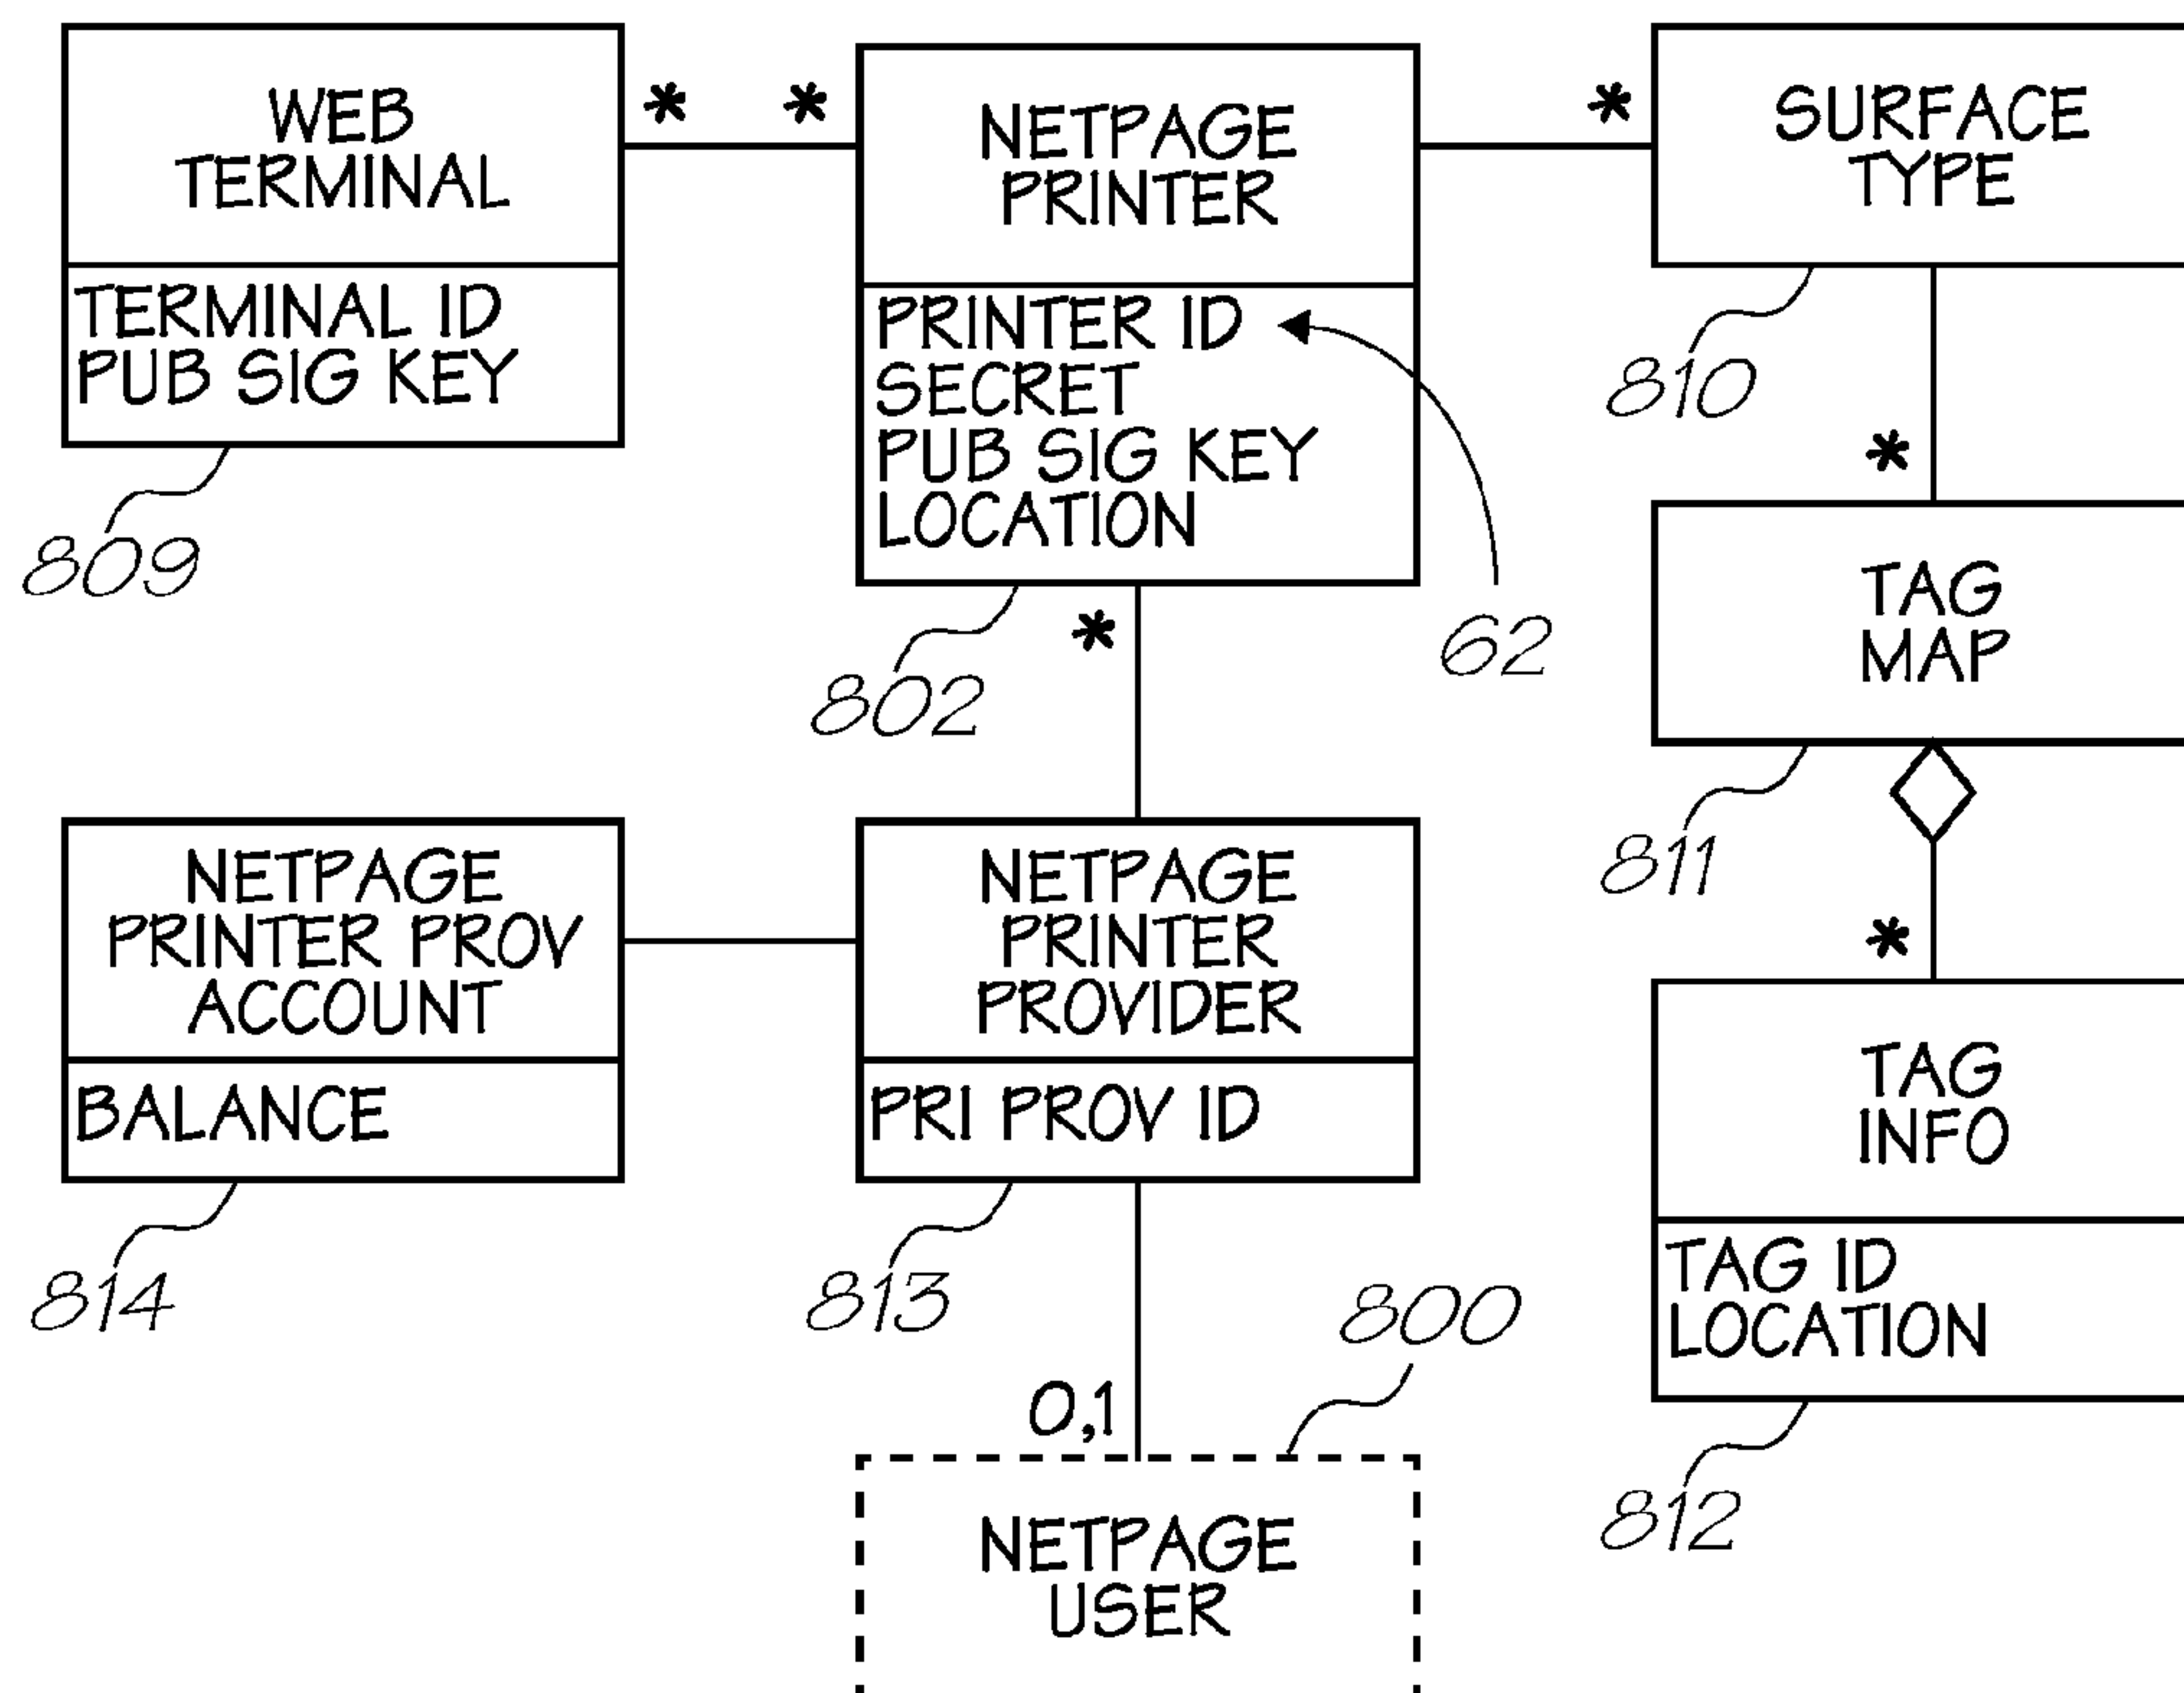 WEB
TERMINAL
TERMINAL ID
PUB SIG KEY
809
* *
NETPAGE
PRINTER
PRINTER ID
SECRET
PUB SIG KEY
LOCATION
802
*
62
*
SURFACE
TYPE
810
*
TAG
MAP
811
*
NETPAGE
PRINTER PROV
ACCOUNT
BALANCE
814
NETPAGE
PRINTER
PROVIDER
PRI PROV ID
813
TAG
INFO
TAG ID
LOCATION
812
800
0,1
NETPAGE
USER